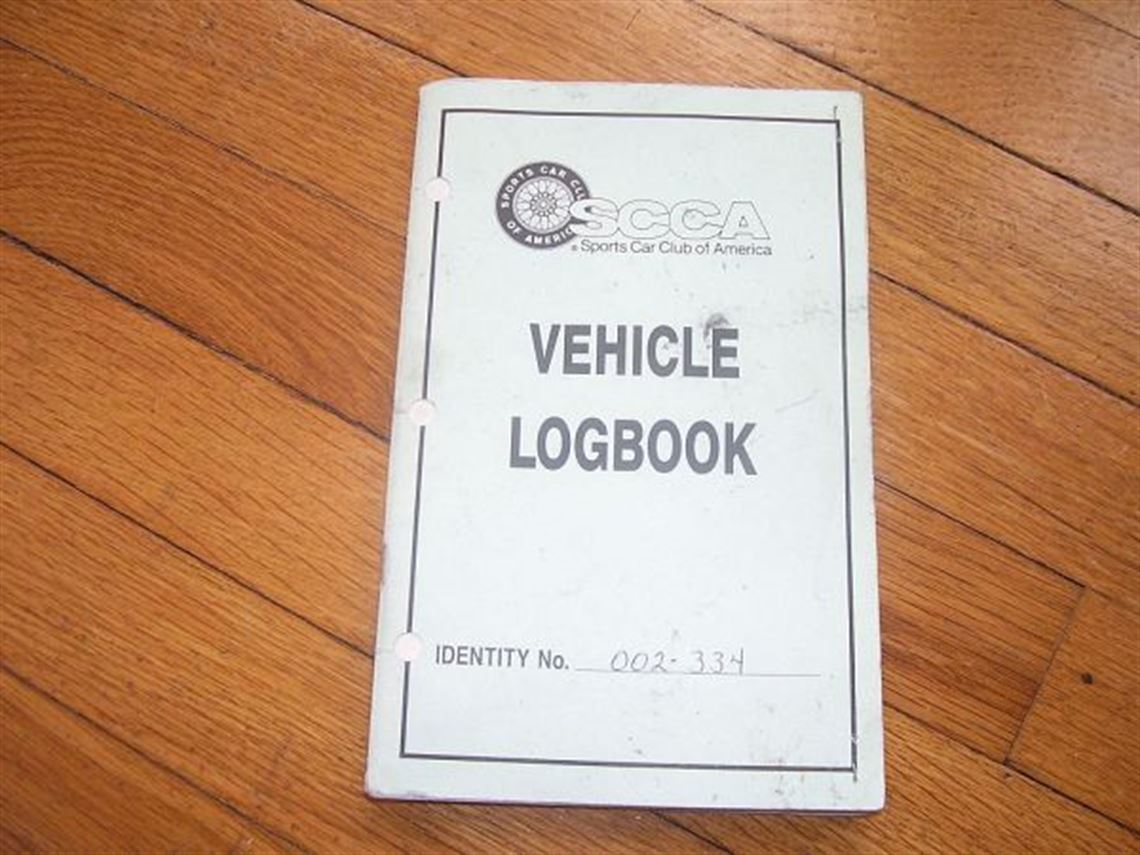 SPORTS CAR CLUB OF AMERICA
SCCA
® Sports Car Club of America
VEHICLE
LOGBOOK
IDENTITY No. 002-334